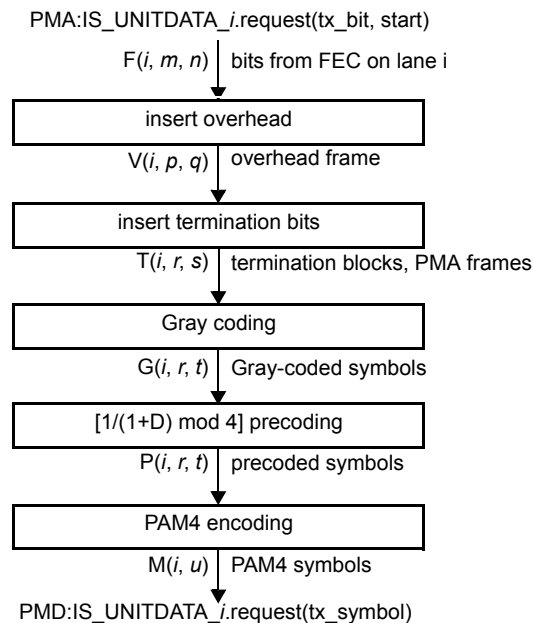 PMA:IS_UNITDATA_i.request(tx_bit, start)
F(i, m, n) bits from FEC on lane i
insert overhead
V(i, p, q) overhead frame
insert termination bits
T(i, r, s) termination blocks, PMA frames
Gray coding
G(i, r, t) Gray-coded symbols
[1/(1+D) mod 4] precoding
P(i, r, t) precoded symbols
PAM4 encoding
M(i, u) PAM4 symbols
PMD:IS_UNITDATA_i.request(tx_symbol)